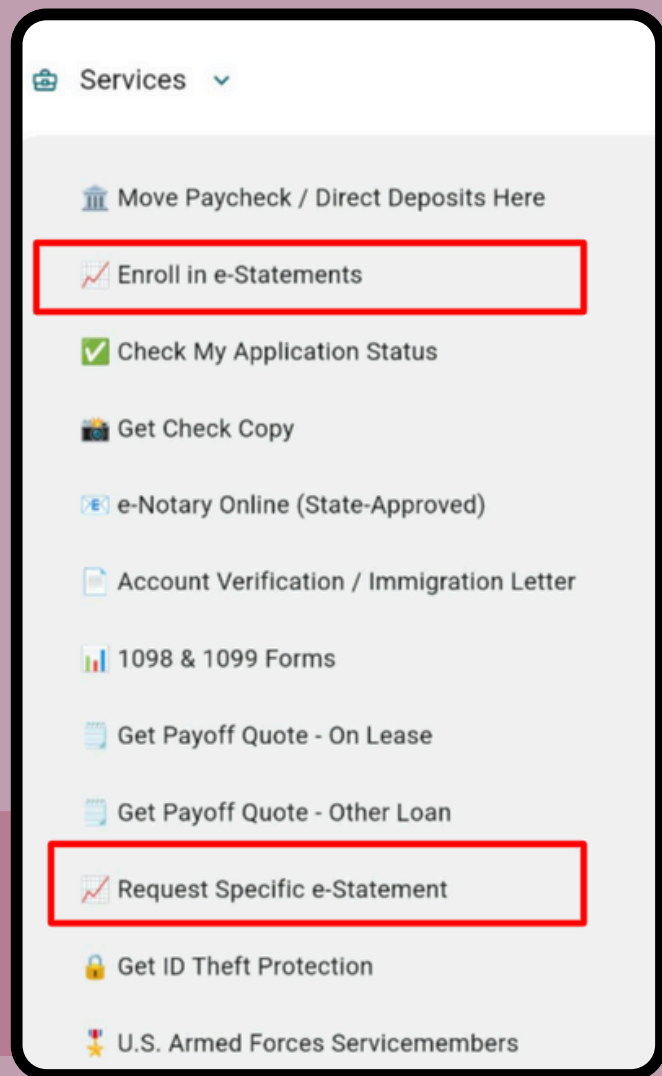 Services
Move Paycheck / Direct Deposits Here
Enroll in e-Statements
Check My Application Status
Get Check Copy
e-Notary Online (State-Approved)
Account Verification / Immigration Letter
1098 & 1099 Forms
Get Payoff Quote - On Lease
Get Payoff Quote - Other Loan
Request Specific e-Statement
Get ID Theft Protection
U.S. Armed Forces Servicemembers